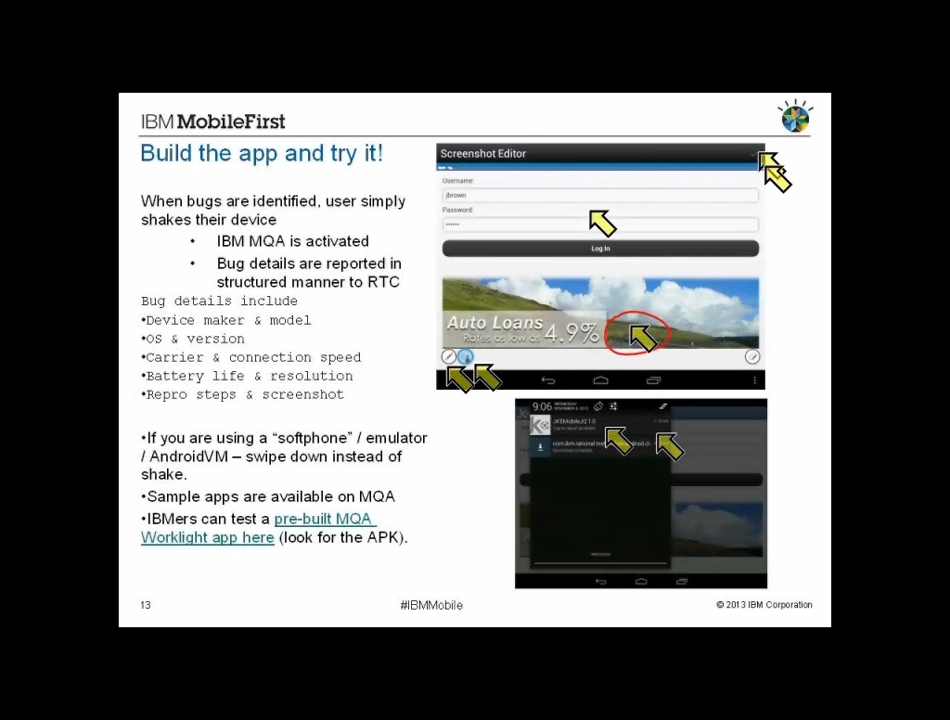 IBM MobileFirst
Build the app and try it!
When bugs are identified, user simply
shakes their device
• IBM MQA is activated
• Bug details are reported in
structured manner to RTC
Bug details include
•Device maker & model
•OS & version
•Carrier & connection speed
•Battery life & resolution
•Repro steps & screenshot
•If you are using a “softphone” / emulator
/ AndroidVM – swipe down instead of
shake.
•Sample apps are available on MQA
•IBMers can test a pre-built MQA
Worklight app here (look for the APK).
Screenshot Editor
Username:
jbrown
Password:
••••••
Log In
Auto Loans
Rates as low as 4.9%
9:06
JKEMobileJQ 1.0
13
#IBMMobile
© 2013 IBM Corporation